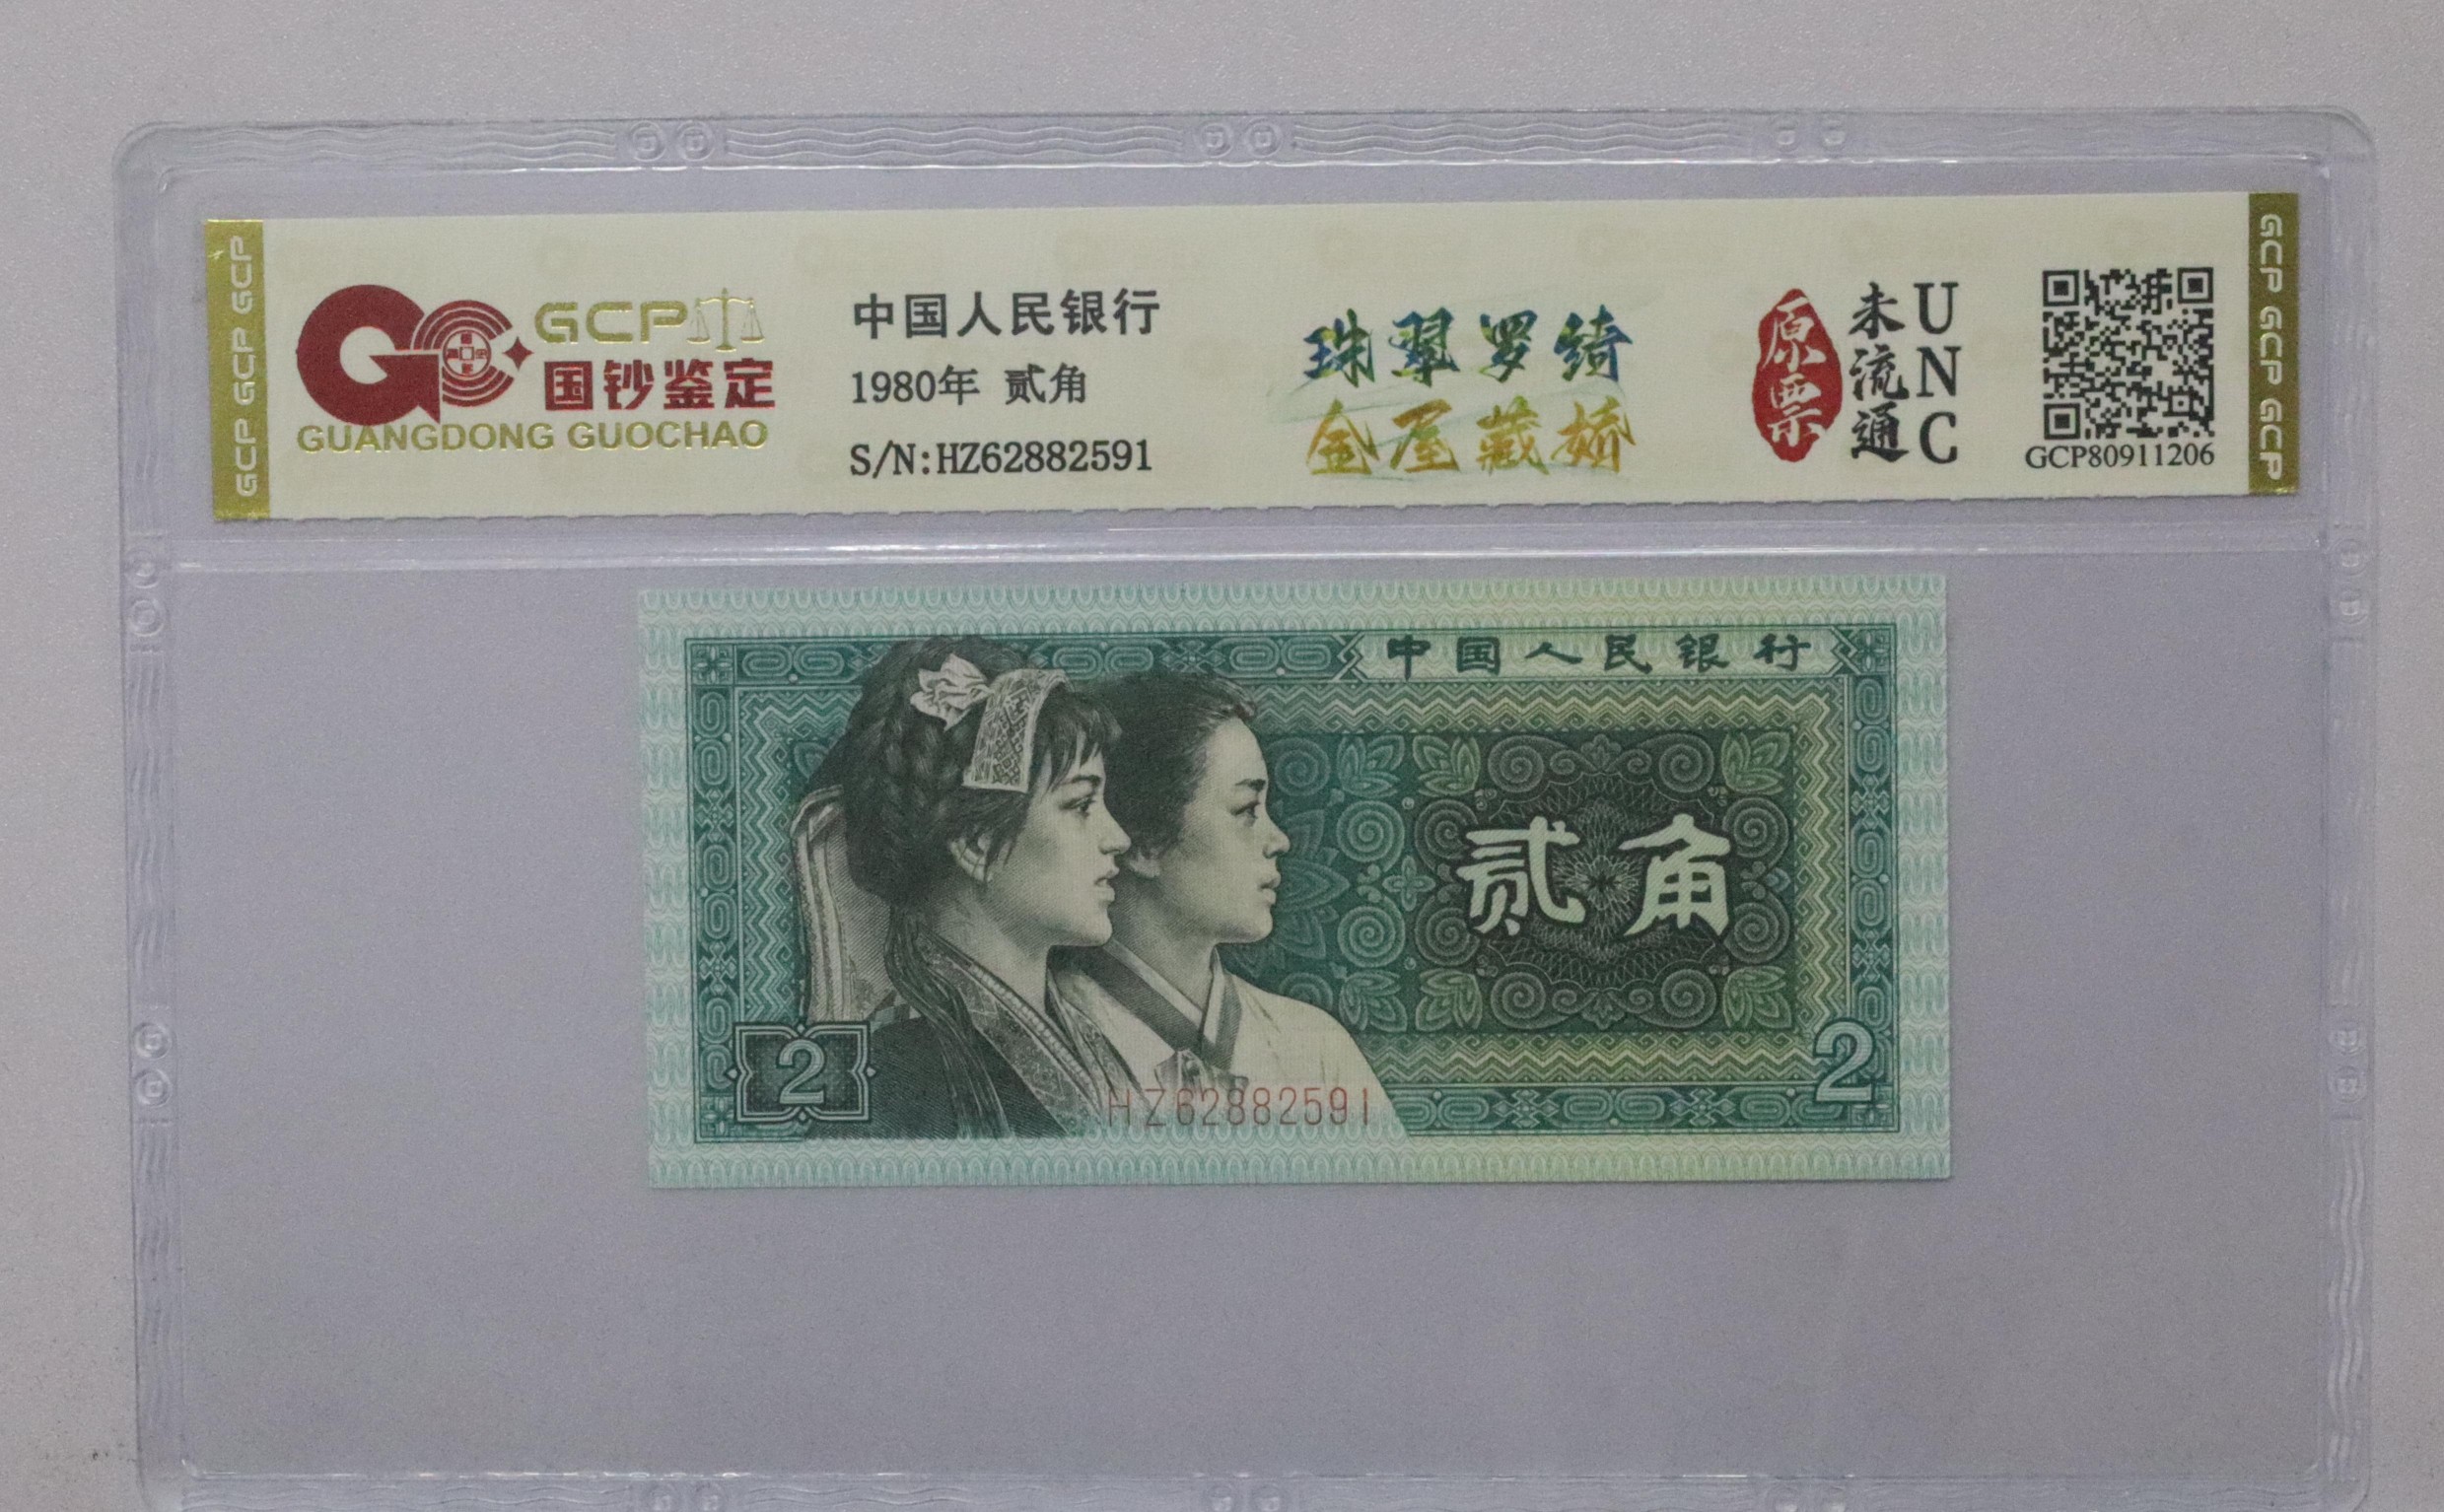 GCP GCP GCP
GCP
国钞鉴定
GUANGDONG GUOCHAO
中国人民银行
1980年 贰角
S/N:HZ62882591
珠翠罗绮
金屋藏娇
原票
未流通
UNC
GCP80911206
GCP GCP GCP
中国人民银行
贰角
2
2
HZ62882591